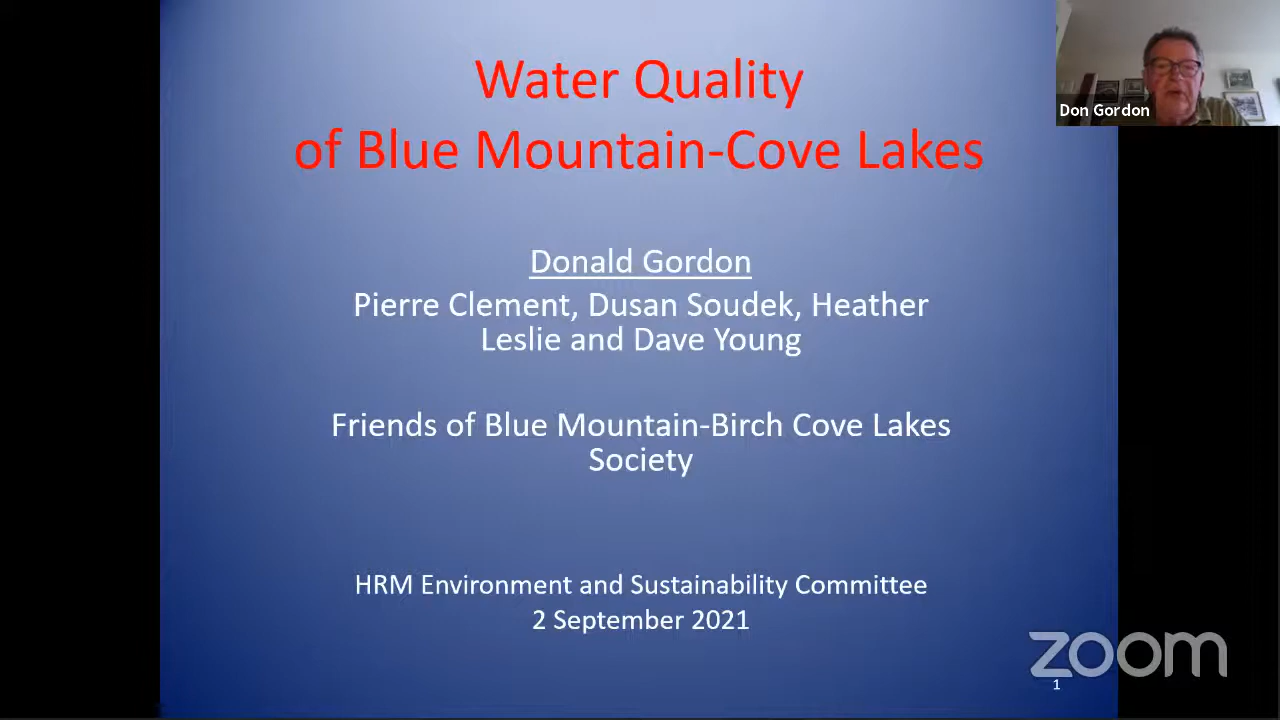 Water Quality
of Blue Mountain-Cove Lakes
Don Gordon
Donald Gordon
Pierre Clement, Dusan Soudek, Heather
Leslie and Dave Young
Friends of Blue Mountain-Birch Cove Lakes
Society
HRM Environment and Sustainability Committee
2 September 2021
zoom
1